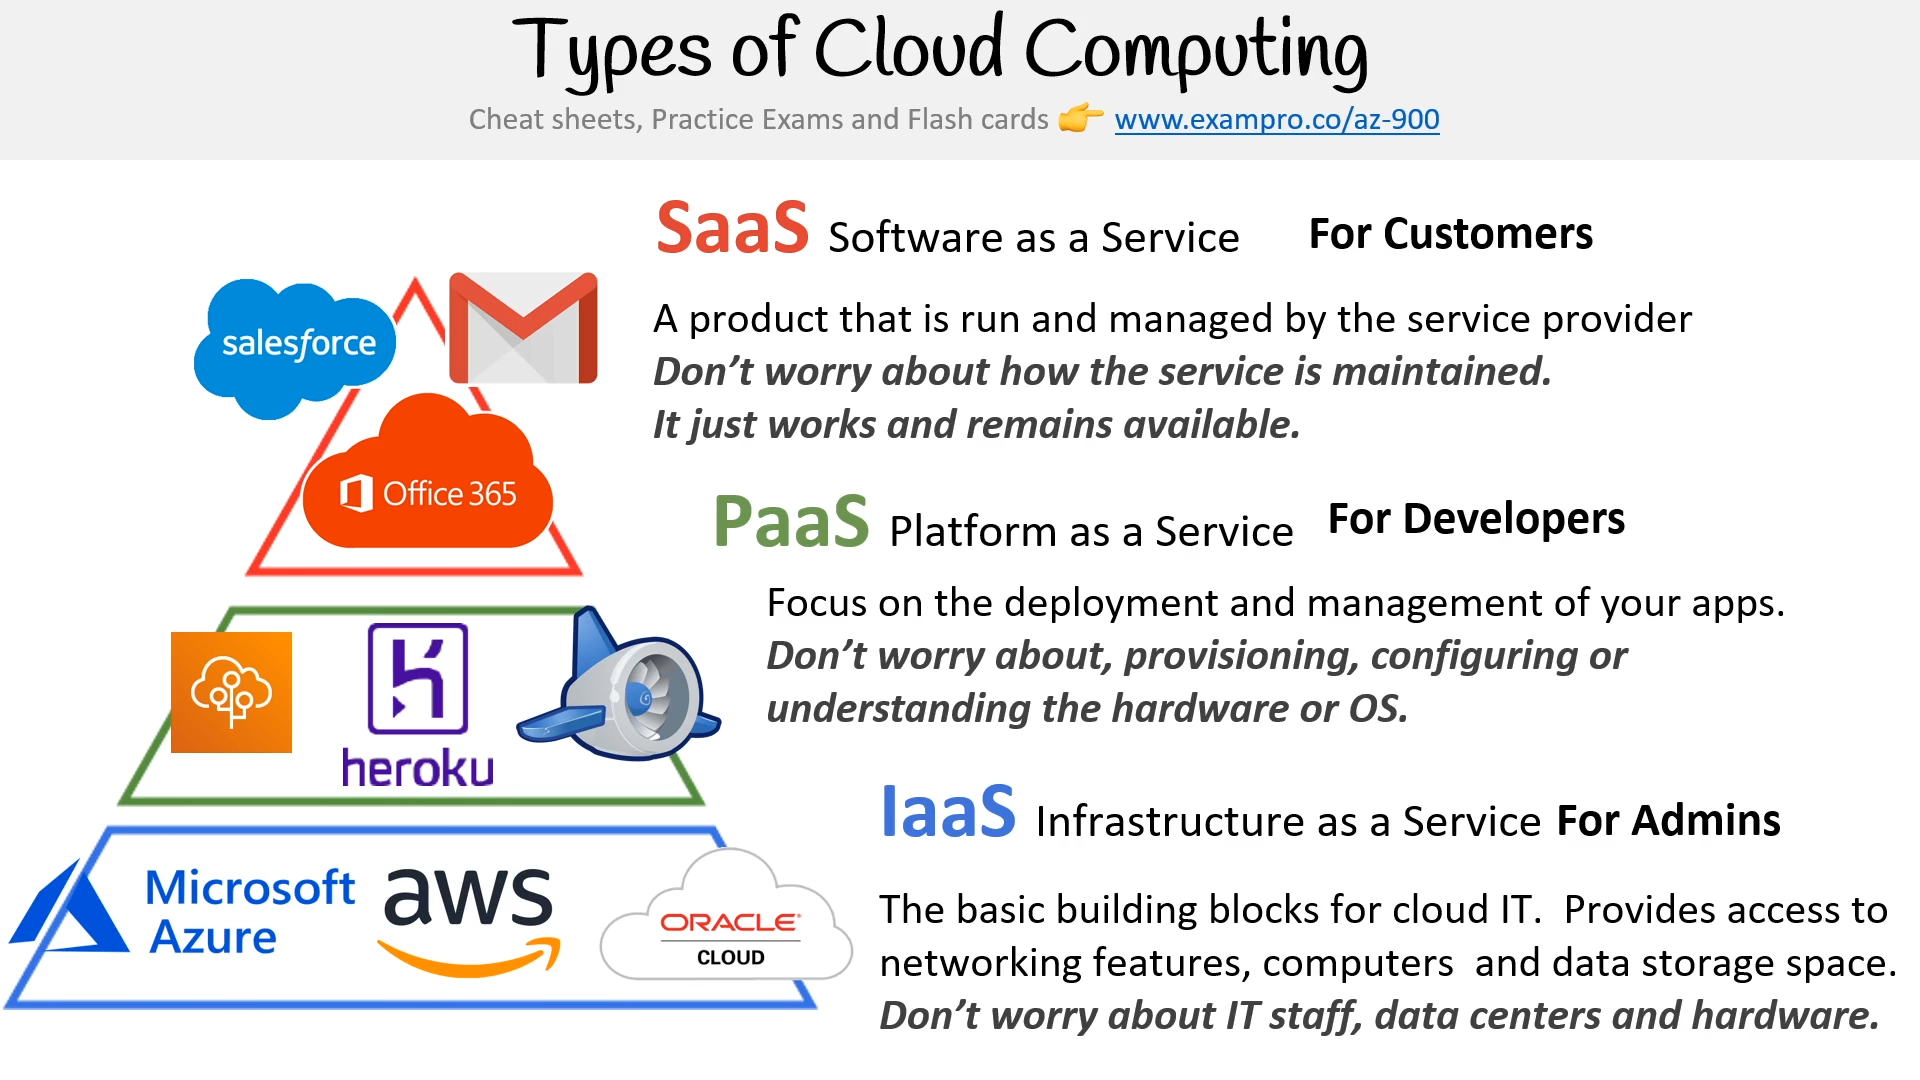 Types of Cloud Computing
Cheat sheets, Practice Exams and Flash cards 👉 www.exampro.co/az-900
SaaS Software as a Service For Customers
A product that is run and managed by the service provider
Don’t worry about how the service is maintained.
It just works and remains available.
salesforce
Office 365
PaaS Platform as a Service For Developers
Focus on the deployment and management of your apps.
Don’t worry about, provisioning, configuring or
understanding the hardware or OS.
heroku
IaaS Infrastructure as a Service For Admins
The basic building blocks for cloud IT.  Provides access to
networking features, computers  and data storage space.
Don’t worry about IT staff, data centers and hardware.
Microsoft
Azure
aws
ORACLE
CLOUD